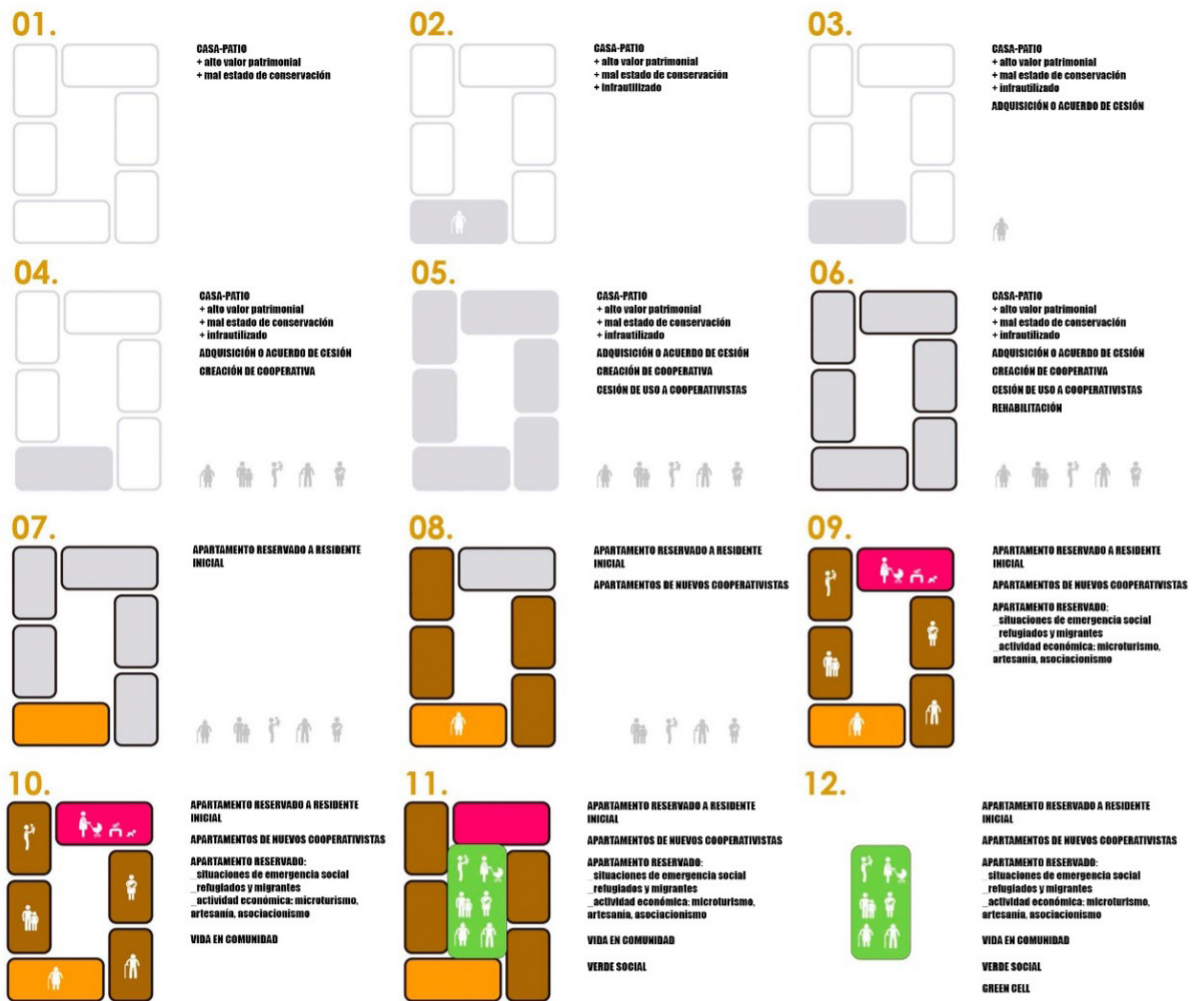 01.
CASA-PATIO
+ alto valor patrimonial
+ mal estado de conservación
02.
CASA-PATIO
+ alto valor patrimonial
+ mal estado de conservación
+ infrautilizado
03.
CASA-PATIO
+ alto valor patrimonial
+ mal estado de conservación
+ infrautilizado
ADQUISICIÓN O ACUERDO DE CESIÓN
04.
CASA-PATIO
+ alto valor patrimonial
+ mal estado de conservación
+ infrautilizado
ADQUISICIÓN O ACUERDO DE CESIÓN
CREACIÓN DE COOPERATIVA
05.
CASA-PATIO
+ alto valor patrimonial
+ mal estado de conservación
+ infrautilizado
ADQUISICIÓN O ACUERDO DE CESIÓN
CREACIÓN DE COOPERATIVA
CESIÓN DE USO A COOPERATIVISTAS
06.
CASA-PATIO
+ alto valor patrimonial
+ mal estado de conservación
+ infrautilizado
ADQUISICIÓN O ACUERDO DE CESIÓN
CREACIÓN DE COOPERATIVA
CESIÓN DE USO A COOPERATIVISTAS
REHABILITACIÓN
07.
APARTAMENTO RESERVADO A RESIDENTE
INICIAL
08.
APARTAMENTO RESERVADO A RESIDENTE
INICIAL
APARTAMENTOS DE NUEVOS COOPERATIVISTAS
09.
APARTAMENTO RESERVADO A RESIDENTE
INICIAL
APARTAMENTOS DE NUEVOS COOPERATIVISTAS
APARTAMENTO RESERVADO:
_situaciones de emergencia social
_refugiados y migrantes
_actividad económica: microturismo,
artesanía, asociacionismo
10.
APARTAMENTO RESERVADO A RESIDENTE
INICIAL
APARTAMENTOS DE NUEVOS COOPERATIVISTAS
APARTAMENTO RESERVADO:
_situaciones de emergencia social
_refugiados y migrantes
_actividad económica: microturismo,
artesanía, asociacionismo
VIDA EN COMUNIDAD
11.
APARTAMENTO RESERVADO A RESIDENTE
INICIAL
APARTAMENTOS DE NUEVOS COOPERATIVISTAS
APARTAMENTO RESERVADO:
_situaciones de emergencia social
_refugiados y migrantes
_actividad económica: microturismo,
artesanía, asociacionismo
VIDA EN COMUNIDAD
VERDE SOCIAL
12.
APARTAMENTO RESERVADO A RESIDENTE
INICIAL
APARTAMENTOS DE NUEVOS COOPERATIVISTAS
APARTAMENTO RESERVADO:
_situaciones de emergencia social
_refugiados y migrantes
_actividad económica: microturismo,
artesanía, asociacionismo
VIDA EN COMUNIDAD
VERDE SOCIAL
GREEN CELL